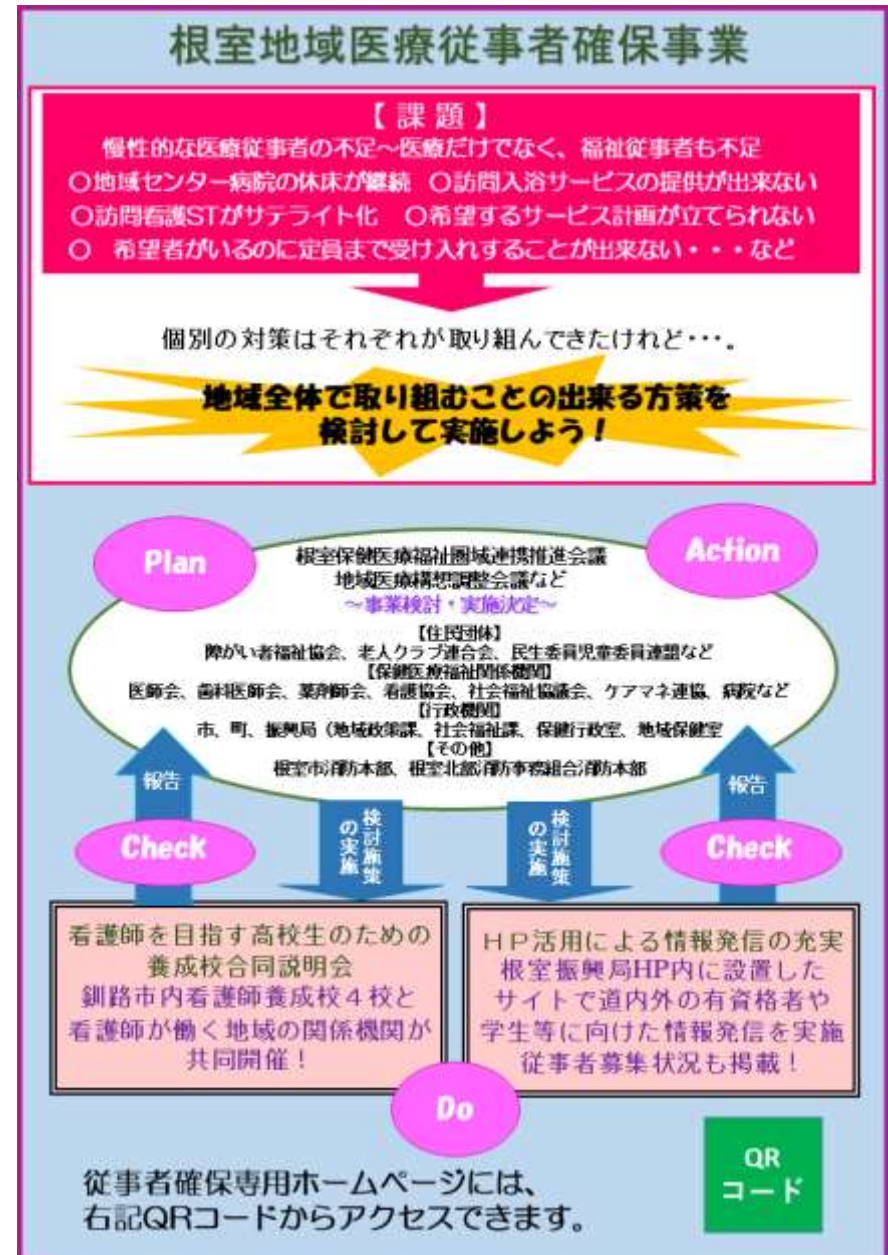 根室地域医療従事者確保事業
【 課 題 】
慢性的な医療従事者の不足～医療だけでなく、福祉従事者も不足
〇地域センター病院の休床が継続 〇訪問入浴サービスの提供が出来ない
〇訪問看護STがサテライト化 〇希望するサービス計画が立てられない
〇 希望者がいるのに定員まで受け入れすることが出来ない・・・など
個別の対策はそれぞれが取り組んできたけれど・・・。
地域全体で取り組むことの出来る方策を
検討して実施しよう！
Plan
Action
根室保健医療福祉圏域連携推進会議
地域医療構想調整会議など
～事業検討・実施決定～
【住民団体】
障がい者福祉協会、老人クラブ連合会、民生委員児童委員連盟など
【保健医療福祉関係機関】
医師会、歯科医師会、薬剤師会、看護協会、社会福祉協議会、ケアマネ連協、病院など
【行政機関】
市、町、振興局（地域政策課、社会福祉課、保健行政室、地域保健室
【その他】
根室市消防本部、根室北部消防事務組合消防本部
報告
検討施策
の実施
検討施策
の実施
報告
Check
Check
看護師を目指す高校生のための
養成校合同説明会
釧路市内看護師養成校４校と
看護師が働く地域の関係機関が
共同開催！
ＨＰ活用による情報発信の充実
根室振興局HP内に設置した
サイトで道内外の有資格者や
学生等に向けた情報発信を実施
従事者募集状況も掲載！
Do
従事者確保専用ホームページには、
右記QRコードからアクセスできます。
QR
コード